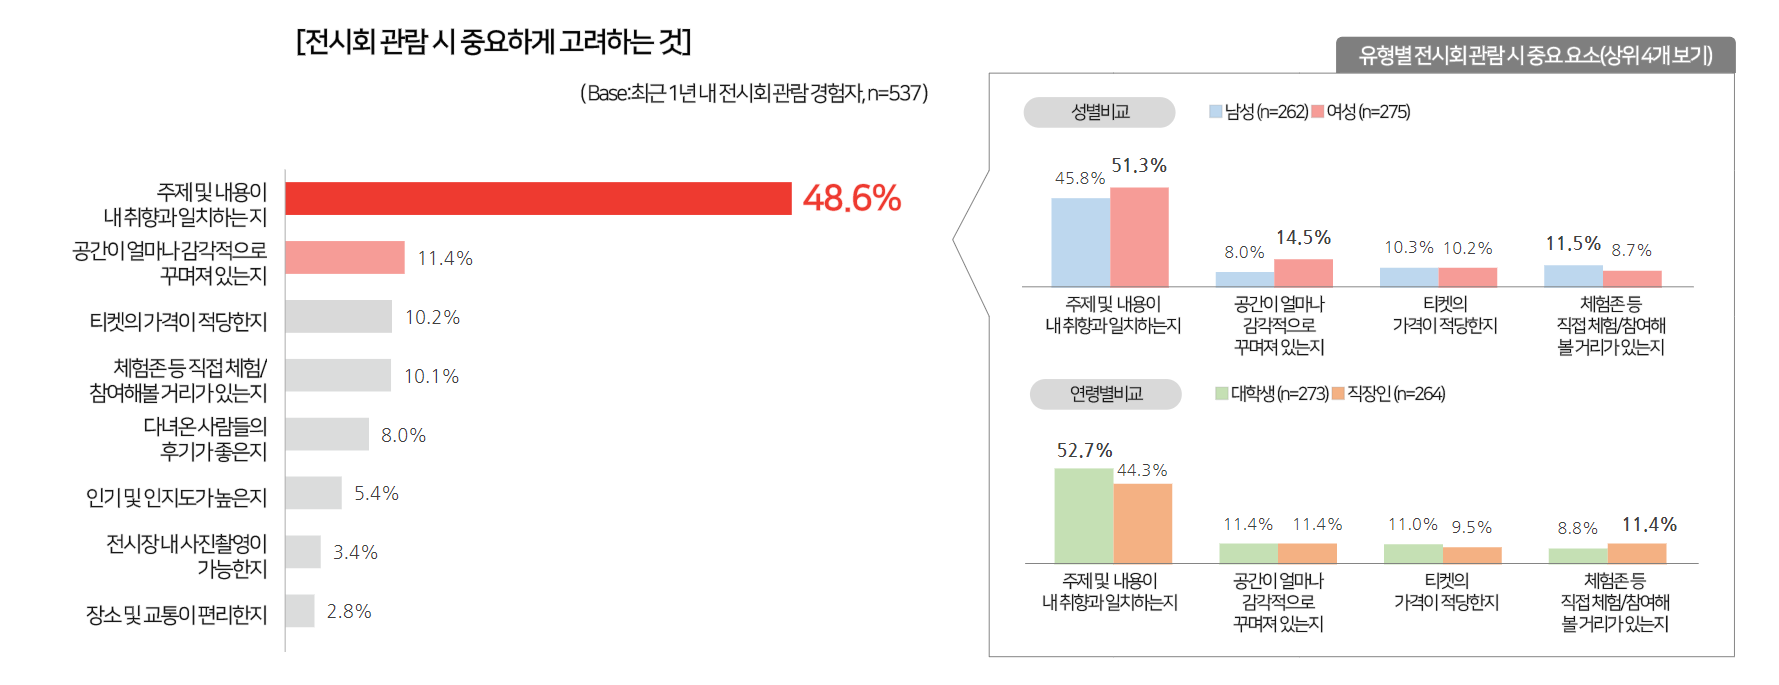 [전시회 관람 시 중요하게 고려하는 것]
(Base:최근 1년 내 전시회 관람 경험자, n=537)
주제 및 내용이
내 취향과 일치하는지
48.6%
공간이 얼마나 감각적으로
꾸며져 있는지
11.4%
티켓의 가격이 적당한지
10.2%
체험존 등 직접 체험/
참여해볼 거리가 있는지
10.1%
다녀온 사람들의
후기가 좋은지
8.0%
인기 및 인지도가 높은지
5.4%
전시장 내 사진촬영이
가능한지
3.4%
장소 및 교통이 편리한지
2.8%
유형별 전시회 관람 시 중요 요소(상위 4개 보기)
성별비교
남성 (n=262) 여성 (n=275)
45.8% 51.3%
8.0% 14.5%
10.3% 10.2%
11.5% 8.7%
주제 및 내용이
내 취향과 일치하는지
공간이 얼마나
감각적으로
꾸며져 있는지
티켓의
가격이 적당한지
체험존 등
직접 체험/참여해
볼 거리가 있는지
연령별비교
대학생 (n=273) 직장인 (n=264)
52.7% 44.3%
11.4% 11.4%
11.0% 9.5%
8.8% 11.4%
주제 및 내용이
내 취향과 일치하는지
공간이 얼마나
감각적으로
꾸며져 있는지
티켓의
가격이 적당한지
체험존 등
직접 체험/참여해
볼 거리가 있는지